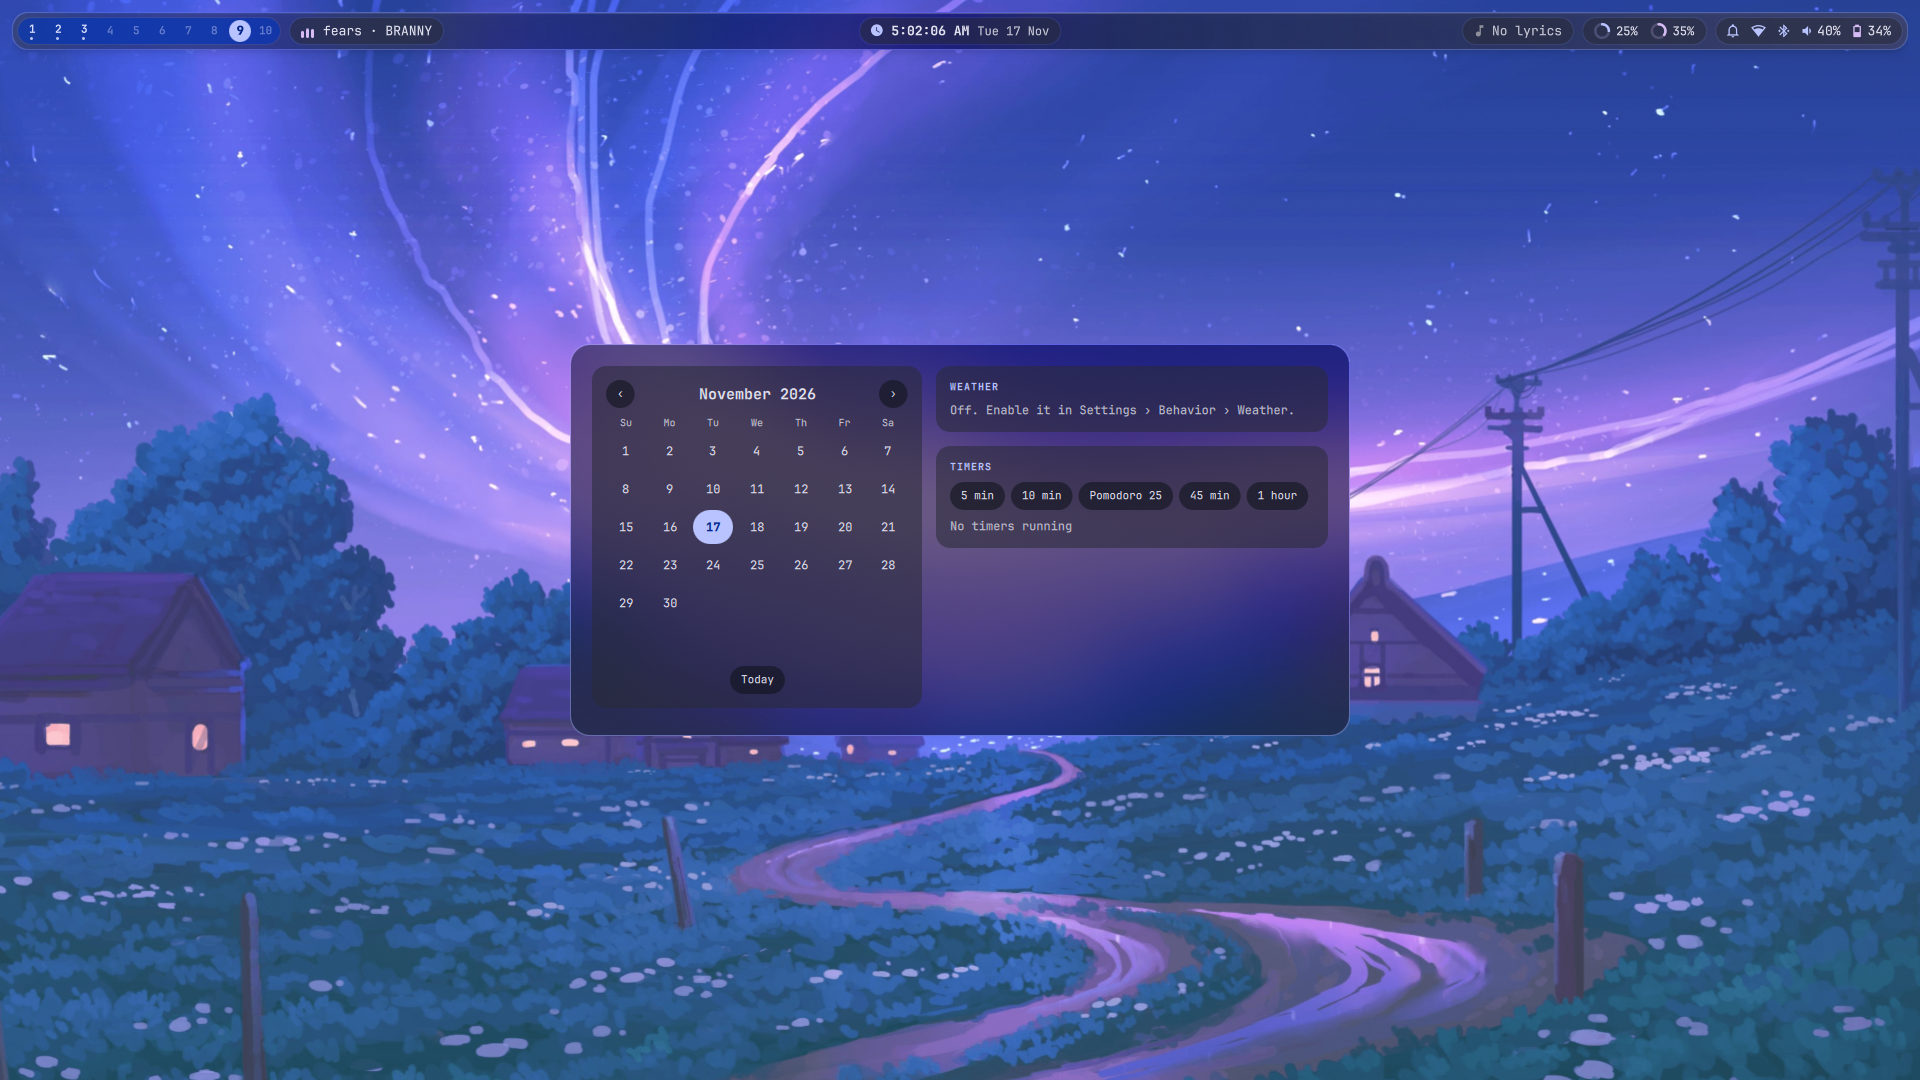 1 2 3 4 5 6 7 8 9 10 fears · BRANNY 5:02:06 AM Tue 17 Nov No lyrics 25% 35% 40% 34%
‹ November 2026 ›
Su Mo Tu We Th Fr Sa
1 2 3 4 5 6 7
8 9 10 11 12 13 14
15 16 17 18 19 20 21
22 23 24 25 26 27 28
29 30
Today
WEATHER
Off. Enable it in Settings › Behavior › Weather.
TIMERS
5 min 10 min Pomodoro 25 45 min 1 hour
No timers running